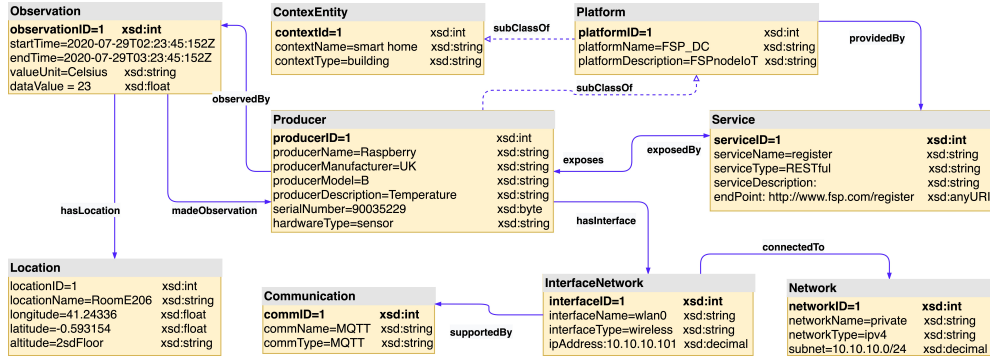 Observation
observationID=1 xsd:int
startTime=2020-07-29T02:23:45:152Z
endTime=2020-07-29T03:23:45:152Z
valueUnit=Celsius xsd:string
dataValue = 23 xsd:float
ContexEntity
contextId=1 xsd:int
contextName=smart home xsd:string
contextType=building xsd:string
subClassOf
Platform
platformID=1 xsd:int
platformName=FSP_DC xsd:string
platformDescription=FSPnodeIoT xsd:string
providedBy
observedBy
subClassOf
Producer
producerID=1 xsd:int
producerName=Raspberry xsd:string
producerManufacturer=UK xsd:string
producerModel=B xsd:string
producerDescription=Temperature xsd:string
serialNumber=90035229 xsd:byte
hardwareType=sensor xsd:string
exposes
exposedBy
Service
serviceID=1 xsd:int
serviceName=register xsd:string
serviceType=RESTful xsd:string
serviceDescription: xsd:string
endPoint: http://www.fsp.com/register xsd:anyURI
hasLocation
madeObservation
hasInterface
connectedTo
Location
locationID=1 xsd:int
locationName=RoomE206 xsd:string
longitude=41.24336 xsd:float
latitude=-0.593154 xsd:float
altitude=2sdFloor xsd:string
Communication
commID=1 xsd:int
commName=MQTT xsd:string
commType=MQTT xsd:string
supportedBy
InterfaceNetwork
interfaceID=1 xsd:int
interfaceName=wlan0 xsd:string
interfaceType=wireless xsd:string
ipAddress:10.10.10.101 xsd:decimal
Network
networkID=1 xsd:int
networkName=private xsd:string
networkType=ipv4 xsd:string
subnet=10.10.10.0/24 xsd:decimal